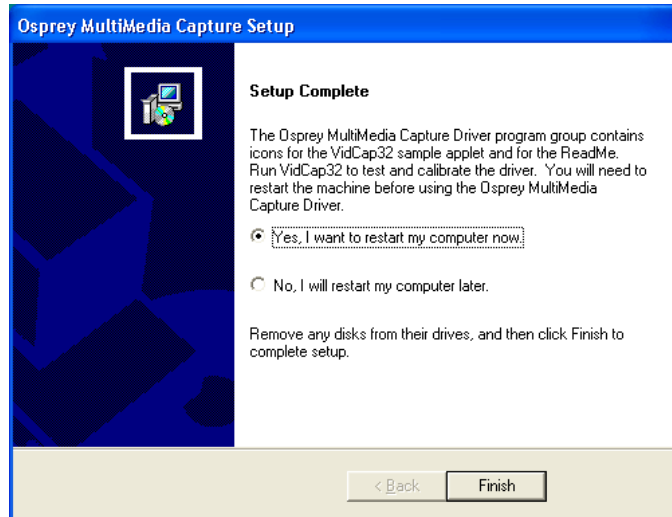 Osprey MultiMedia Capture Setup
Setup Complete
The Osprey MultiMedia Capture Driver program group contains
icons for the VidCap32 sample applet and for the ReadMe.
Run VidCap32 to test and calibrate the driver.  You will need to
restart the machine before using the Osprey MultiMedia
Capture Driver.
Yes, I want to restart my computer now.
No, I will restart my computer later.
Remove any disks from their drives, and then click Finish to
complete setup.
< Back
Finish